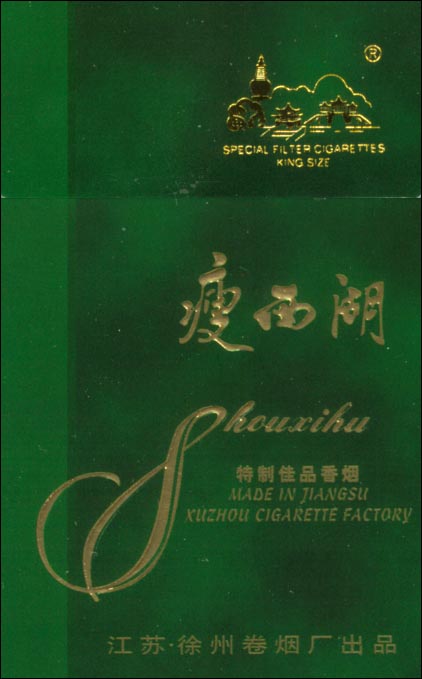 ®
SPECIAL FILTER CIGARETTES
KING SIZE
瘦西湖
Shouxihu
特制佳品香烟
MADE IN JIANGSU
XUZHOU CIGARETTE FACTORY
江苏·徐州卷烟厂出品